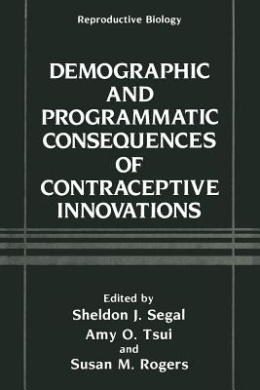 Reproductive Biology
DEMOGRAPHIC
AND
PROGRAMMATIC
CONSEQUENCES
OF
CONTRACEPTIVE
INNOVATIONS
Edited by
Sheldon J. Segal
Amy O. Tsui
and
Susan M. Rogers